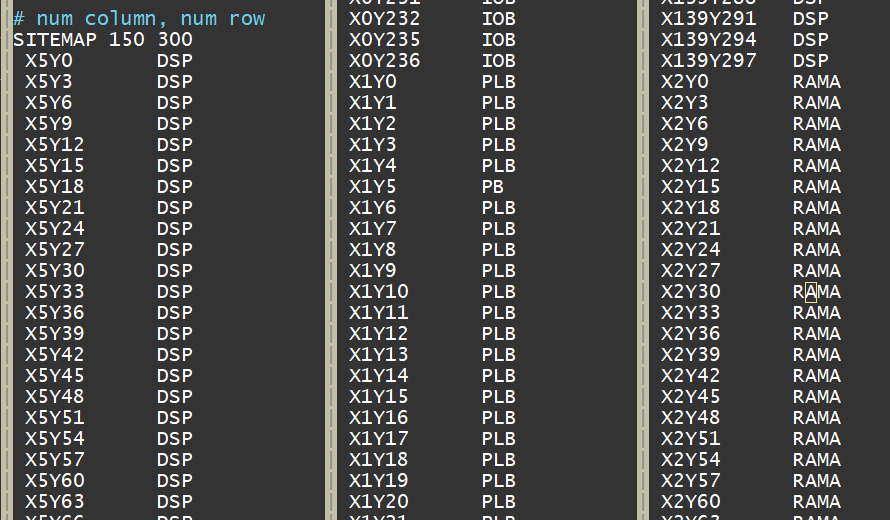 # num column, num row
SITEMAP 150 300
X5Y0 DSP
X5Y3 DSP
X5Y6 DSP
X5Y9 DSP
X5Y12 DSP
X5Y15 DSP
X5Y18 DSP
X5Y21 DSP
X5Y24 DSP
X5Y27 DSP
X5Y30 DSP
X5Y33 DSP
X5Y36 DSP
X5Y39 DSP
X5Y42 DSP
X5Y45 DSP
X5Y48 DSP
X5Y51 DSP
X5Y54 DSP
X5Y57 DSP
X5Y60 DSP
X5Y63 DSP
X0Y232 IOB
X0Y235 IOB
X0Y236 IOB
X1Y0 PLB
X1Y1 PLB
X1Y2 PLB
X1Y3 PLB
X1Y4 PLB
X1Y5 PB
X1Y6 PLB
X1Y7 PLB
X1Y8 PLB
X1Y9 PLB
X1Y10 PLB
X1Y11 PLB
X1Y12 PLB
X1Y13 PLB
X1Y14 PLB
X1Y15 PLB
X1Y16 PLB
X1Y17 PLB
X1Y18 PLB
X1Y19 PLB
X1Y20 PLB
X139Y291 DSP
X139Y294 DSP
X139Y297 DSP
X2Y0 RAMA
X2Y3 RAMA
X2Y6 RAMA
X2Y9 RAMA
X2Y12 RAMA
X2Y15 RAMA
X2Y18 RAMA
X2Y21 RAMA
X2Y24 RAMA
X2Y27 RAMA
X2Y30 RAMA
X2Y33 RAMA
X2Y36 RAMA
X2Y39 RAMA
X2Y42 RAMA
X2Y45 RAMA
X2Y48 RAMA
X2Y51 RAMA
X2Y54 RAMA
X2Y57 RAMA
X2Y60 RAMA